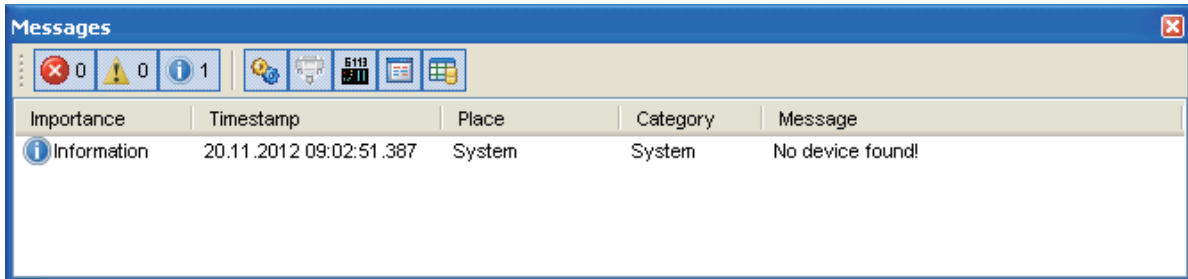 Messages
0 0 1 5113
Importance Timestamp Place Category Message
Information 20.11.2012 09:02:51.387 System System No device found!